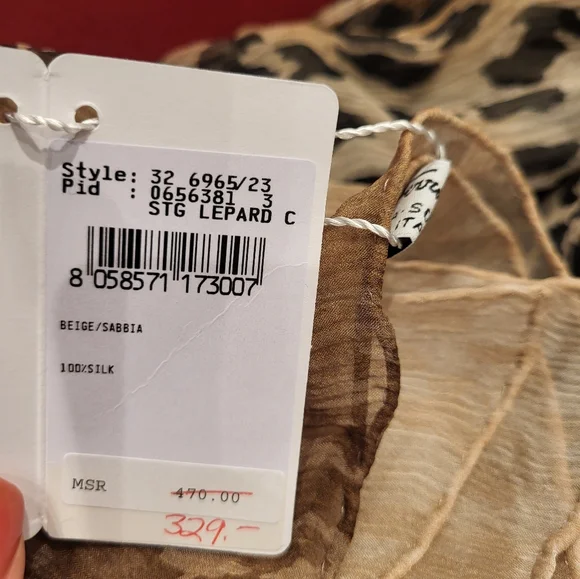 Style: 32 6965/23
Pid : 0656381 3
STG LEPARD C
8 058571 173007
BEIGE/SABBIA
100%SILK
MSR 470.00
329.-